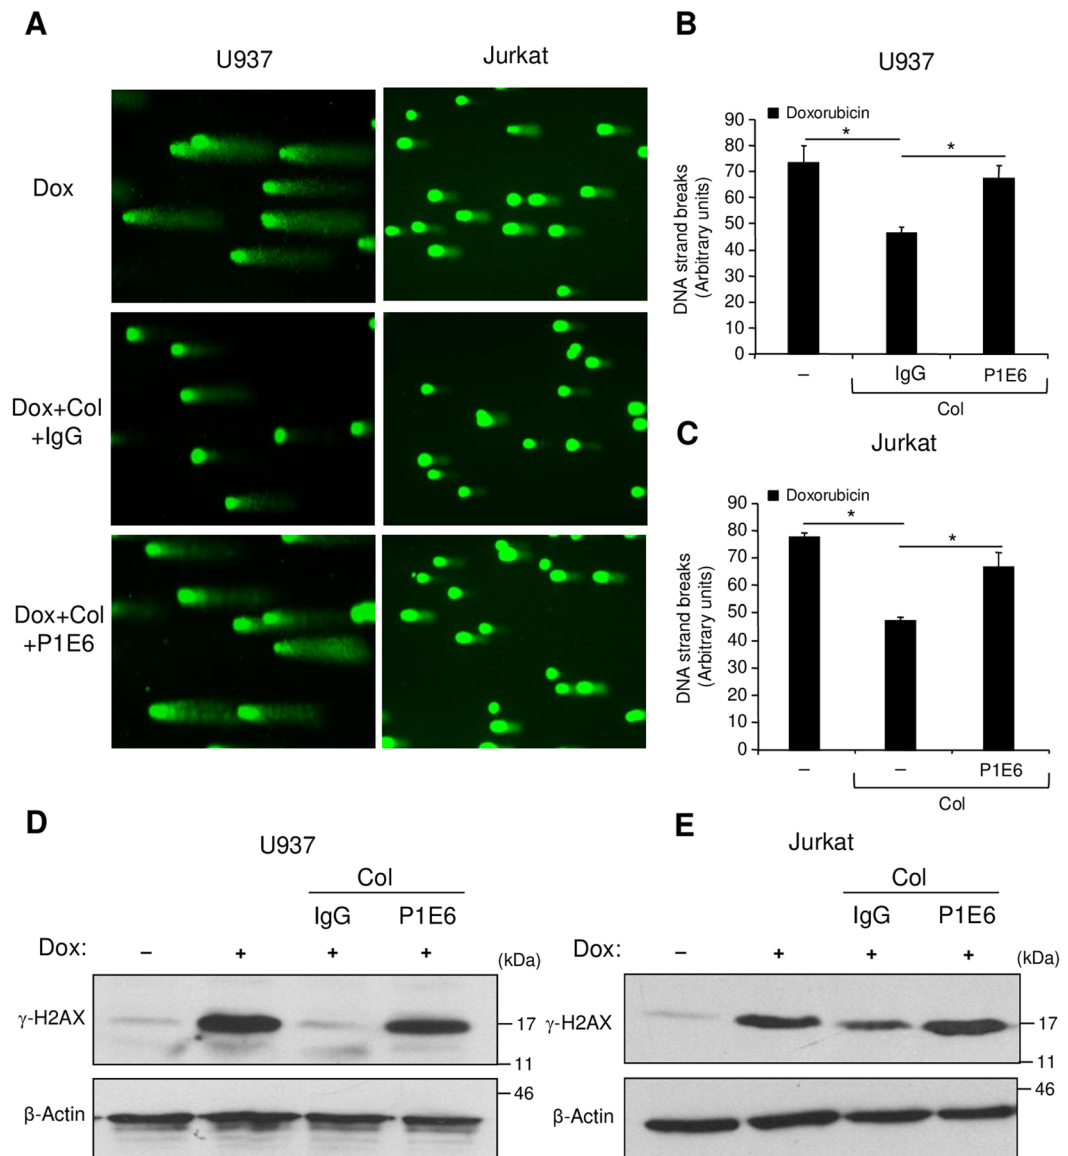 A
U937
Jurkat
Dox
Dox+Col
+IgG
Dox+Col
+P1E6
B
U937
Doxorubicin
DNA strand breaks
(Arbitrary units)
90
80
70
60
50
40
30
20
10
0
*
*
–
IgG
P1E6
Col
C
Jurkat
Doxorubicin
DNA strand breaks
(Arbitrary units)
90
80
70
60
50
40
30
20
10
0
*
*
–
–
P1E6
Col
D
U937
Col
IgG
P1E6
Dox:
–
+
+
+
(kDa)
γ-H2AX
17
11
46
β-Actin
E
Jurkat
Col
IgG
P1E6
Dox:
–
+
+
+
(kDa)
γ-H2AX
17
11
46
β-Actin